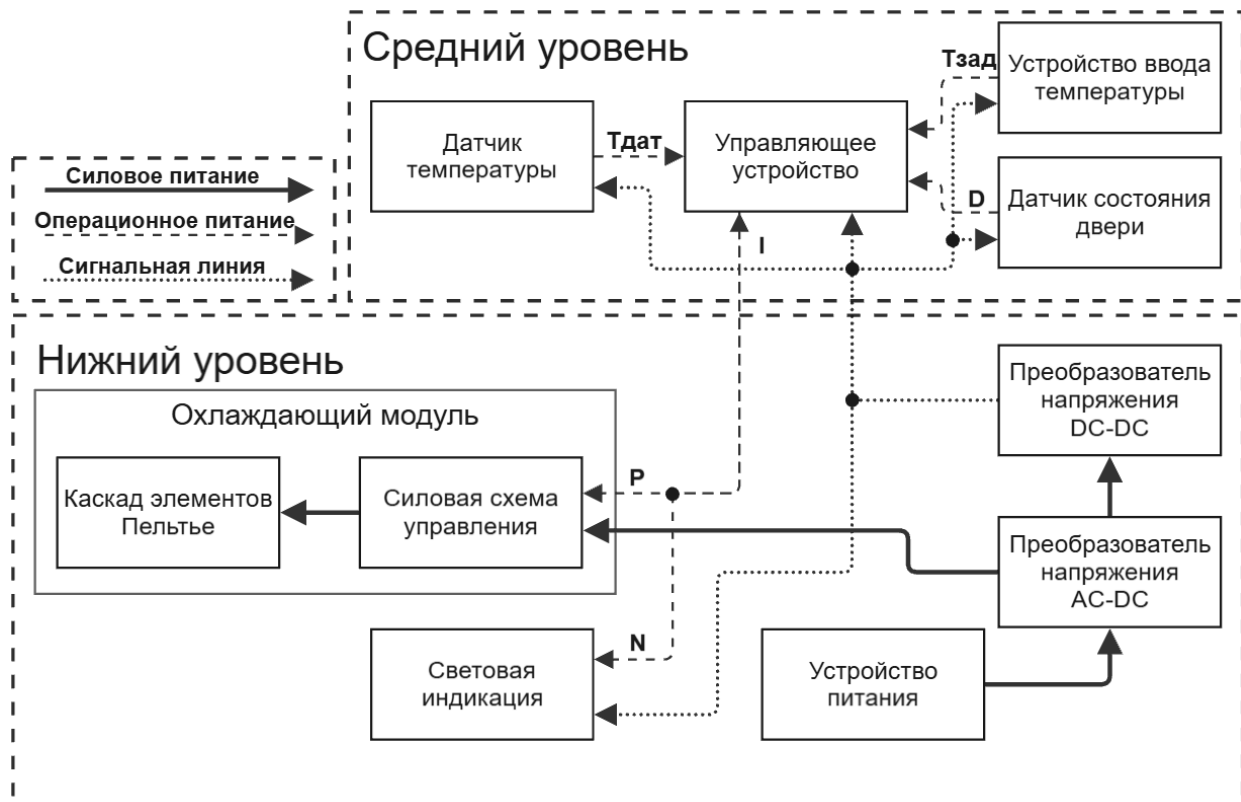 Средний уровень
Тзад
Устройство ввода
температуры
Датчик
температуры
Тдат
Управляющее
устройство
D
Датчик состояния
двери
I
Силовое питание
Операционное питание
Сигнальная линия
Нижний уровень
Охлаждающий модуль
Каскад элементов
Пельтье
Силовая схема
управления
P
Преобразователь
напряжения
DC-DC
Преобразователь
напряжения
AC-DC
N
Световая
индикация
Устройство
питания